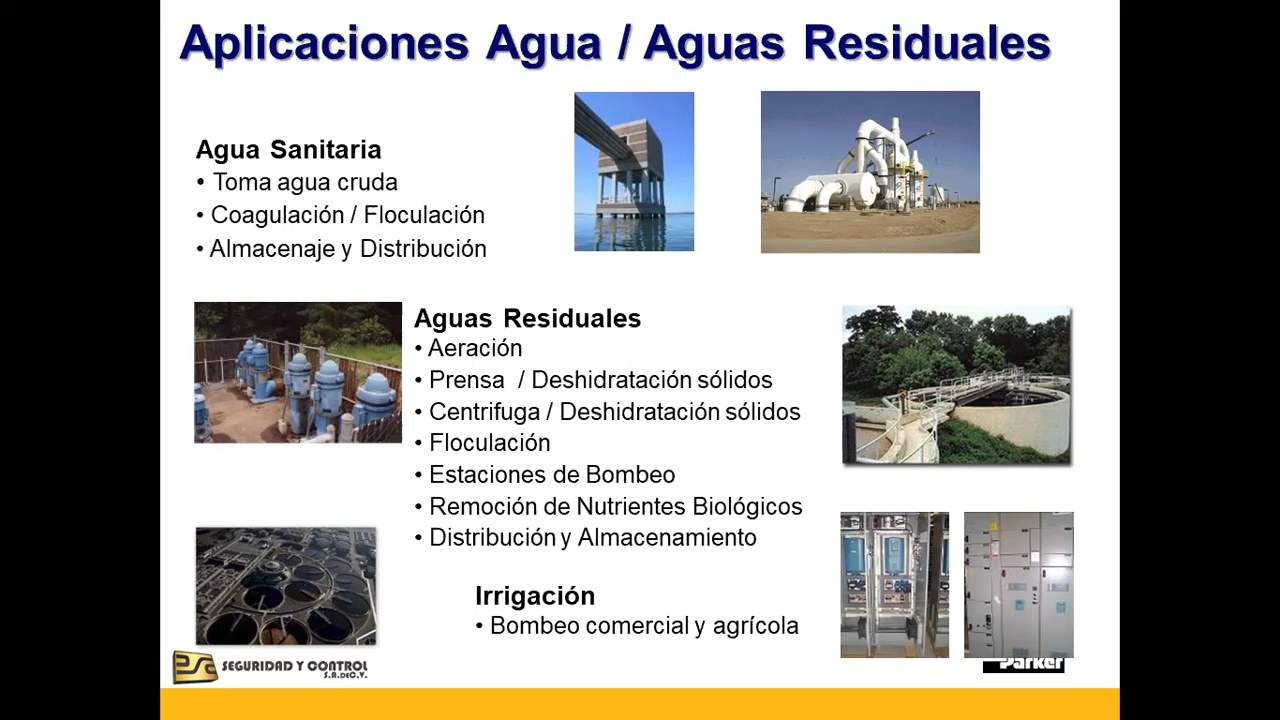 Aplicaciones Agua / Aguas Residuales
Agua Sanitaria
• Toma agua cruda
• Coagulación / Floculación
• Almacenaje y Distribución
Aguas Residuales
• Aeración
• Prensa / Deshidratación sólidos
• Centrifuga / Deshidratación sólidos
• Floculación
• Estaciones de Bombeo
• Remoción de Nutrientes Biológicos
• Distribución y Almacenamiento
Irrigación
• Bombeo comercial y agrícola
SEGURIDAD Y CONTROL
S.A. DE C.V.
Parker